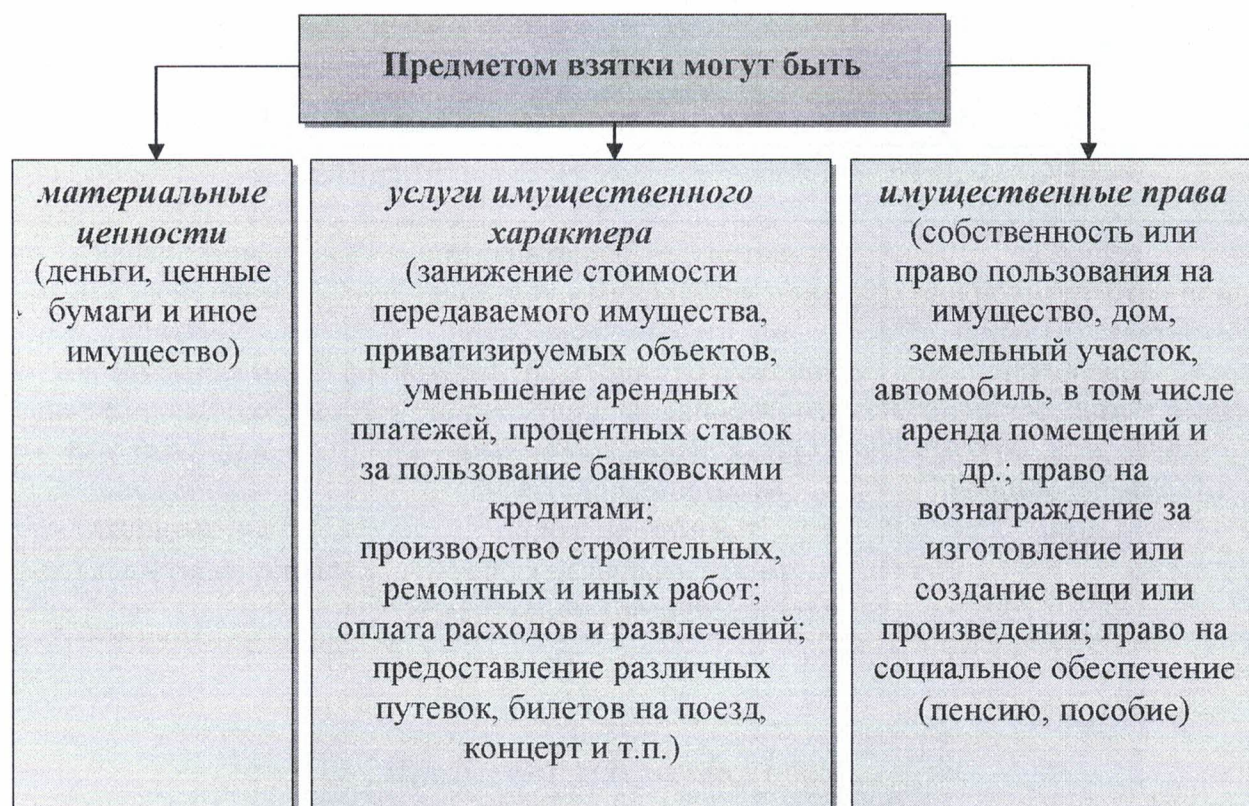 Предметом взятки могут быть
материальные
ценности
(деньги, ценные
бумаги и иное
имущество)
услуги имущественного
характера
(занижение стоимости
передаваемого имущества,
приватизируемых объектов,
уменьшение арендных
платежей, процентных ставок
за пользование банковскими
кредитами;
производство строительных,
ремонтных и иных работ;
оплата расходов и развлечений;
предоставление различных
путевок, билетов на поезд,
концерт и т.п.)
имущественные права
(собственность или
право пользования на
имущество, дом,
земельный участок,
автомобиль, в том числе
аренда помещений и
др.; право на
вознаграждение за
изготовление или
создание вещи или
произведения; право на
социальное обеспечение
(пенсию, пособие)